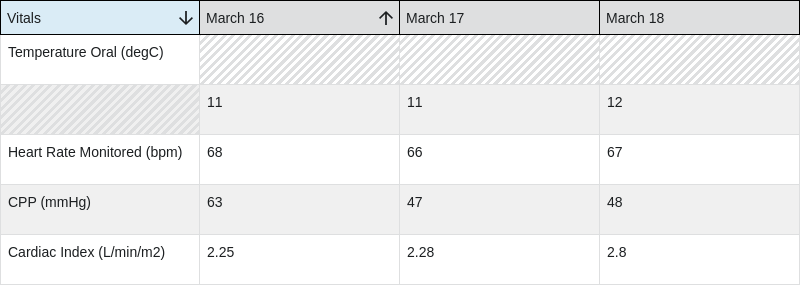 Vitals March 16 March 17 March 18
Temperature Oral (degC)
11 11 12
Heart Rate Monitored (bpm) 68 66 67
CPP (mmHg) 63 47 48
Cardiac Index (L/min/m2) 2.25 2.28 2.8